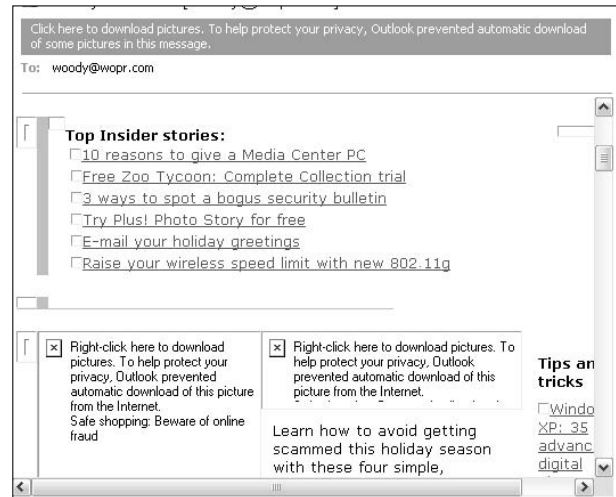 Click here to download pictures. To help protect your privacy, Outlook prevented automatic download
of some pictures in this message.
To: woody@wopr.com
Top Insider stories:
10 reasons to give a Media Center PC
Free Zoo Tycoon: Complete Collection trial
3 ways to spot a bogus security bulletin
Try Plus! Photo Story for free
E-mail your holiday greetings
Raise your wireless speed limit with new 802.11g
Right-click here to download
pictures. To help protect your
privacy, Outlook prevented
automatic download of this picture
from the Internet.
Safe shopping: Beware of online
fraud
Right-click here to download pictures. To
help protect your privacy, Outlook
prevented automatic download of this
picture from the Internet.
Learn how to avoid getting
scammed this holiday season
with these four simple,
Tips an
tricks
Windo
XP: 35
advanc
digital